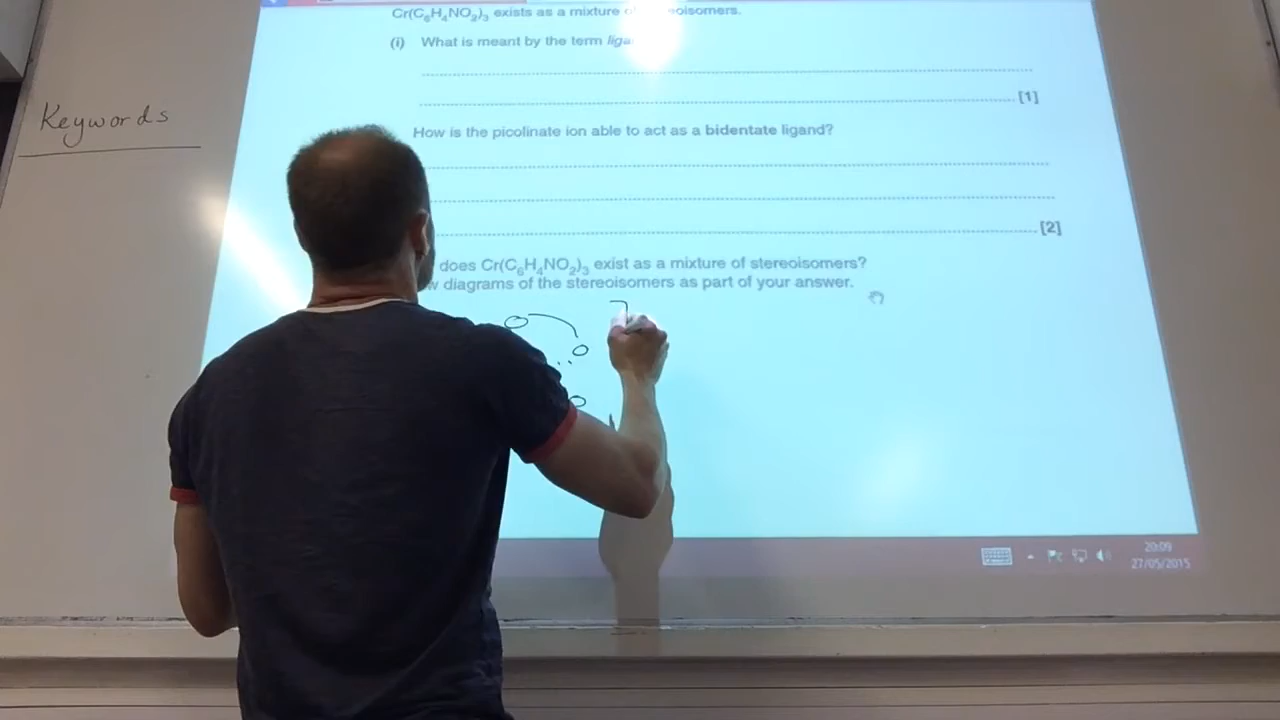 Cr(C₆H₄NO₂)₃ exists as a mixture oisomers.
(i) What is meant by the term liga
[1]
Keywords
How is the picolinate ion able to act as a bidentate ligand?
[2]
does Cr(C₆H₄NO₂)₃ exist as a mixture of stereoisomers?
w diagrams of the stereoisomers as part of your answer.
20:09
27/05/2015